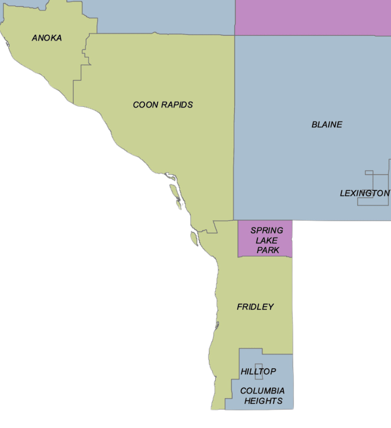 ANOKA
COON RAPIDS
BLAINE
LEXINGTON
SPRING
LAKE
PARK
FRIDLEY
HILLTOP
COLUMBIA
HEIGHTS